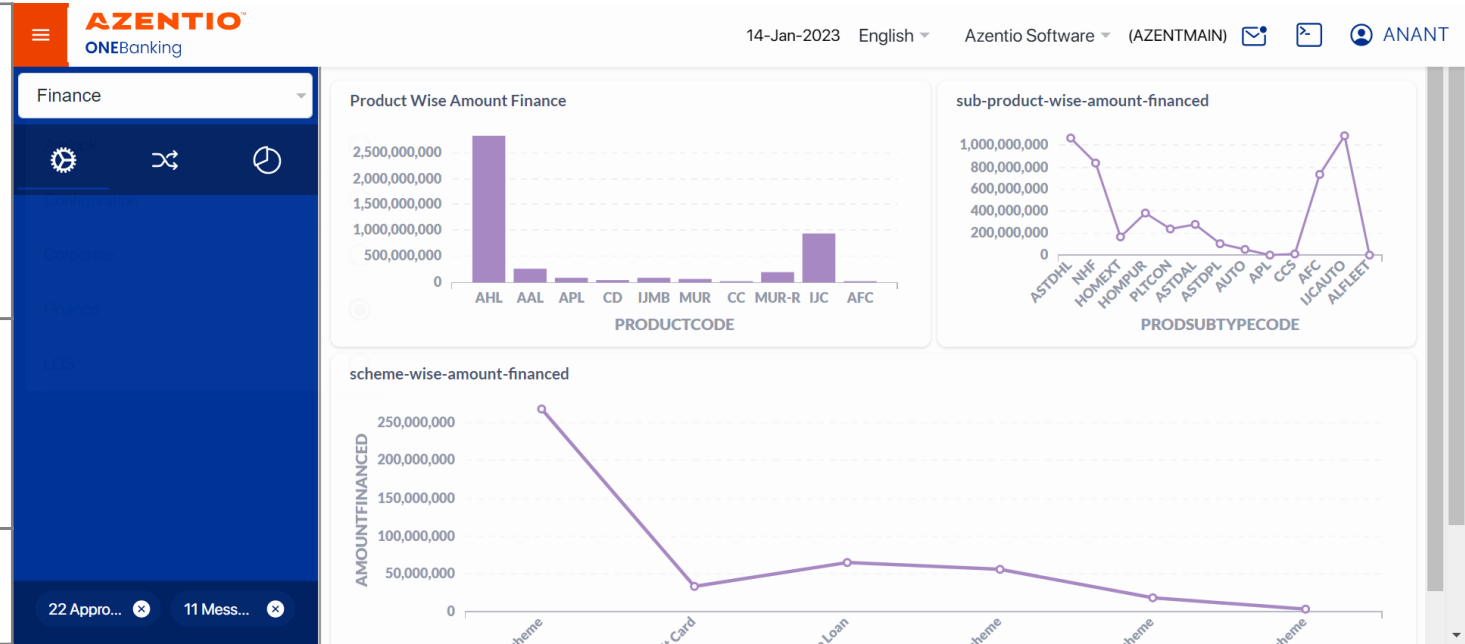 AZENTIO™
ONEBanking
14-Jan-2023 English Azentio Software (AZENTMAIN) ANANT
Finance
22 Appro... 11 Mess...
Product Wise Amount Finance
2,500,000,000
2,000,000,000
1,500,000,000
1,000,000,000
500,000,000
0
AHL AAL APL CD IJMB MUR CC MUR-R IJC AFC
PRODUCTCODE
sub-product-wise-amount-financed
1,000,000,000
800,000,000
600,000,000
400,000,000
200,000,000
0
ASTDHL NHF HOMEXT HOMPUR PLTCON ASTDAL ASTDPL AUTO APL CCS AFC IJCAUTO ALFLEET
PRODSUBTYPECODE
scheme-wise-amount-financed
AMOUNTFINANCED
250,000,000
200,000,000
150,000,000
100,000,000
50,000,000
0
Card Loan